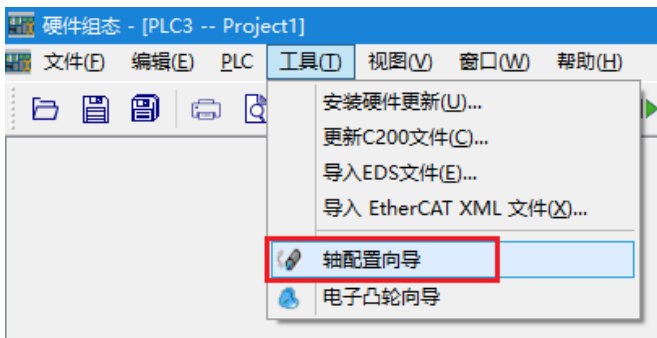 硬件组态 - [PLC3 -- Project1]
文件(F) 编辑(E) PLC 工具(T) 视图(V) 窗口(W) 帮助(H)
安装硬件更新(U)...
更新C200文件(C)...
导入EDS文件(E)...
导入 EtherCAT XML 文件(X)...
轴配置向导
电子凸轮向导